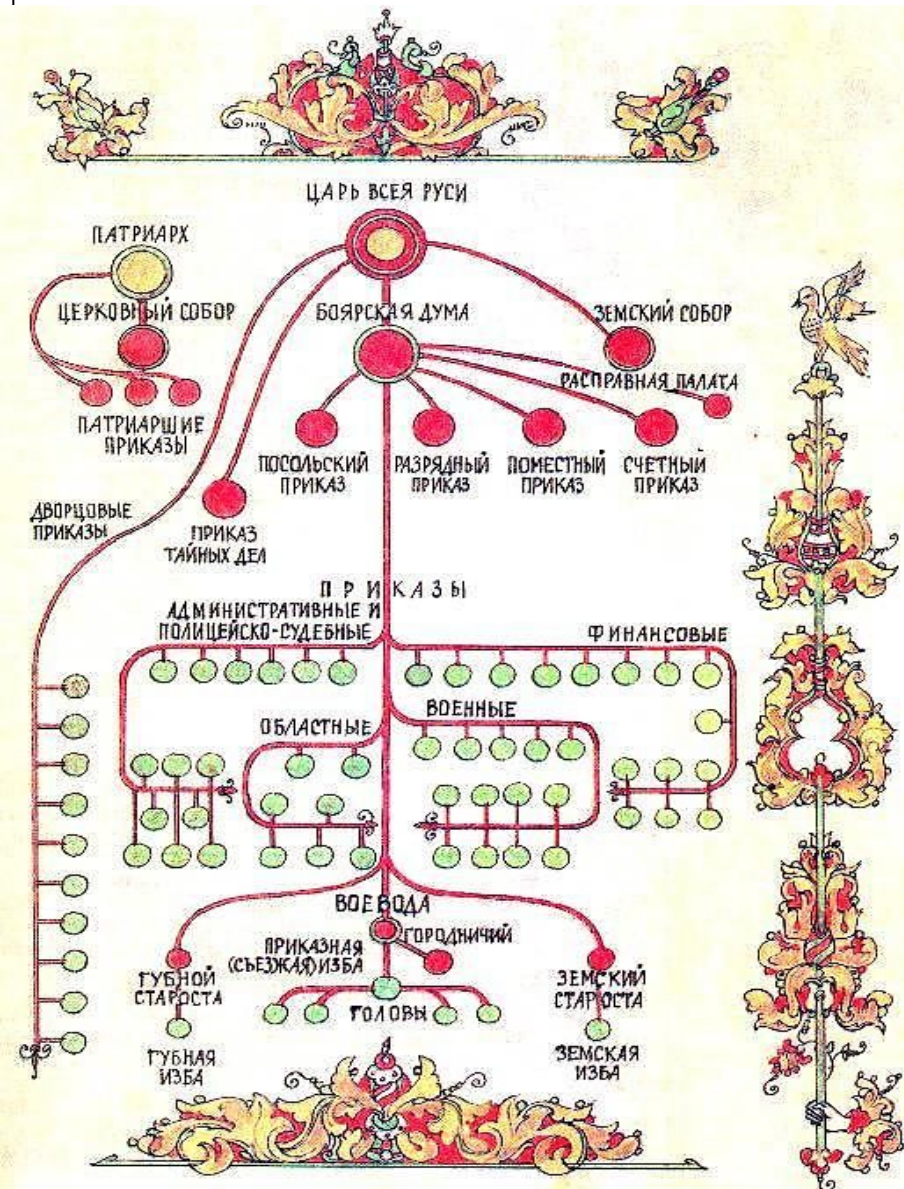 ЦАРЬ ВСЕЯ РУСИ
ПАТРИАРХ
ЦЕРКОВНЫЙ СОБОР
БОЯРСКАЯ ДУМА
ЗЕМСКИЙ СОБОР
РАСПРАВНАЯ ПАЛАТА
ПАТРИАРШИЕ
ПРИКАЗЫ
ПОСОЛЬСКИЙ
ПРИКАЗ
РАЗРЯДНЫЙ
ПРИКАЗ
ПОМЕСТНЫЙ
ПРИКАЗ
СЧЕТНЫЙ
ПРИКАЗ
ДВОРЦОВЫЕ
ПРИКАЗЫ
ПРИКАЗ
ТАЙНЫХ ДЕЛ
ПРИКАЗЫ
АДМИНИСТРАТИВНЫЕ И
ПОЛИЦЕЙСКО-СУДЕБНЫЕ
ФИНАНСОВЫЕ
ОБЛАСТНЫЕ
ВОЕННЫЕ
ВОЕВОДА
ГОРОДНИЧИЙ
ПРИКАЗНАЯ
(СЪЕЗЖАЯ) ИЗБА
ГУБНОЙ
СТАРОСТА
ГОЛОВЫ
ЗЕМСКИЙ
СТАРОСТА
ГУБНАЯ
ИЗБА
ЗЕМСКАЯ
ИЗБА